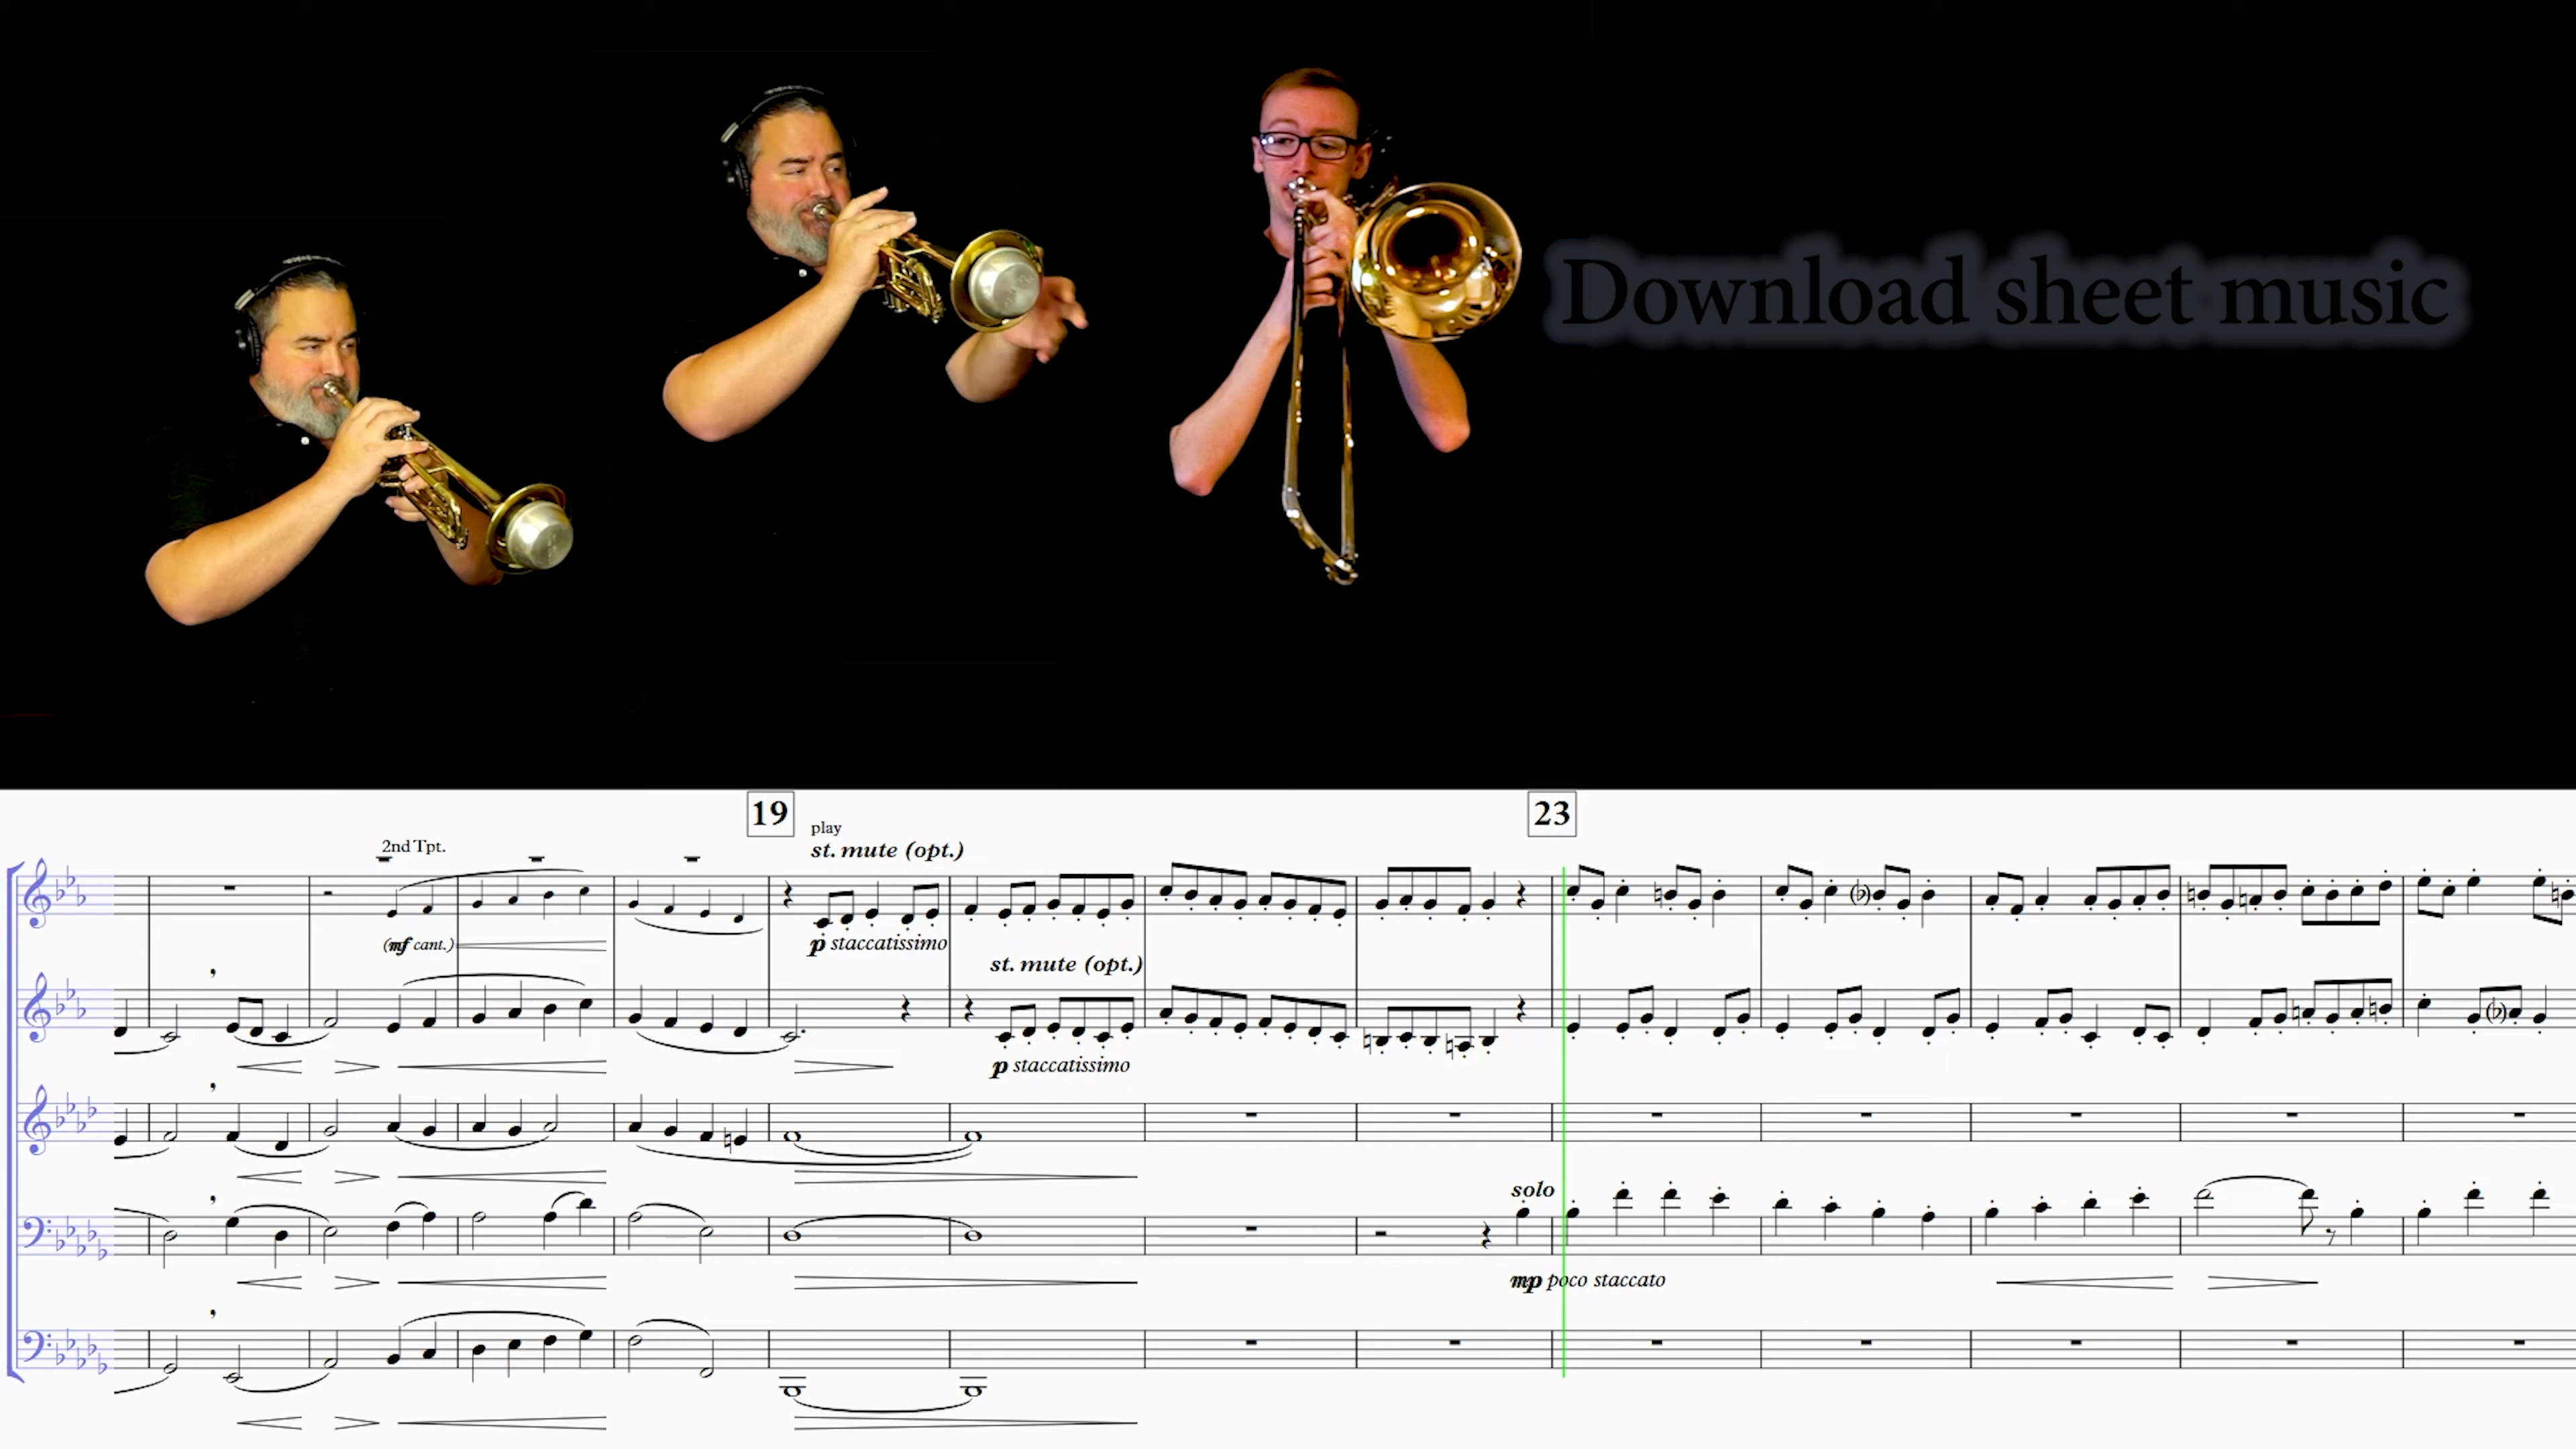 Download sheet music
19
23
play
2nd Tpt.
st. mute (opt.)
(mf cant.)
p staccatissimo
st. mute (opt.)
p staccatissimo
solo
mp poco staccato